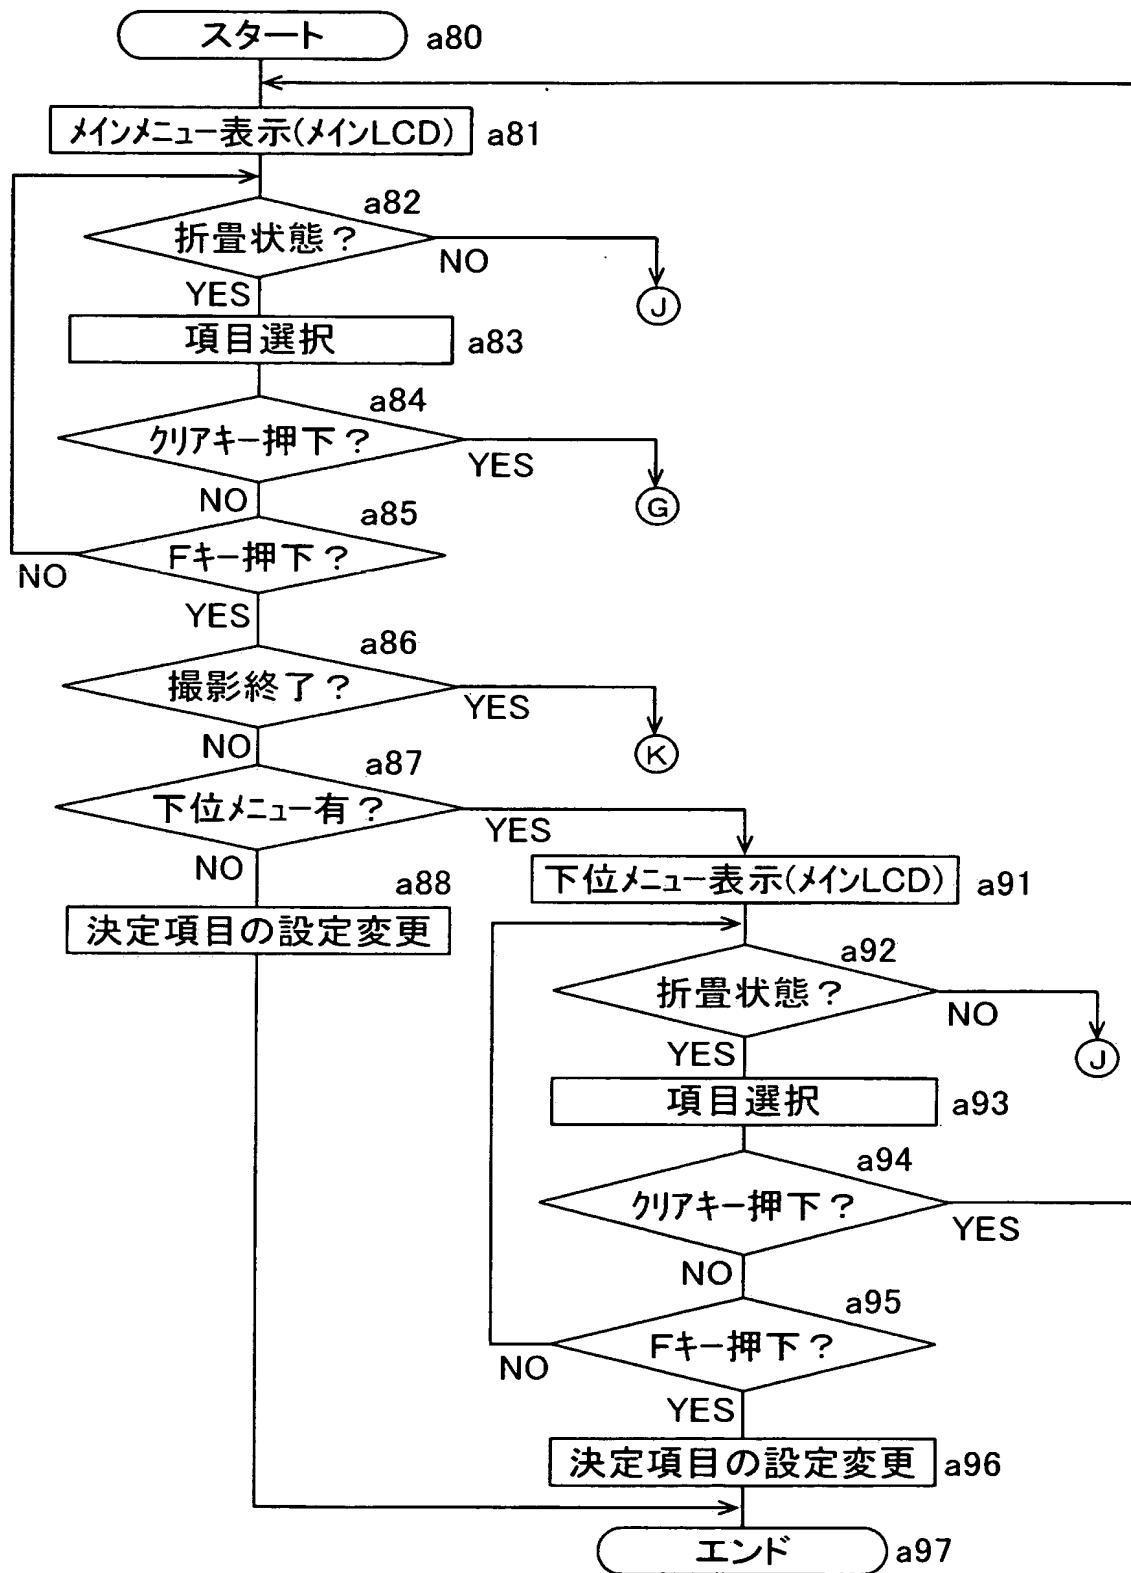 スタート a80
メインメニュー表示(メインLCD) a81
a82
折畳状態？
NO
YES
J
項目選択 a83
a84
クリアキー押下？
YES
NO
G
a85
Fキー押下？
NO
YES
a86
撮影終了？
YES
NO
K
a87
下位メニュー有？
YES
NO
下位メニュー表示(メインLCD) a91
a88
決定項目の設定変更
a92
折畳状態？
NO
YES
J
項目選択 a93
a94
クリアキー押下？
YES
NO
a95
Fキー押下？
NO
YES
決定項目の設定変更 a96
エンド a97